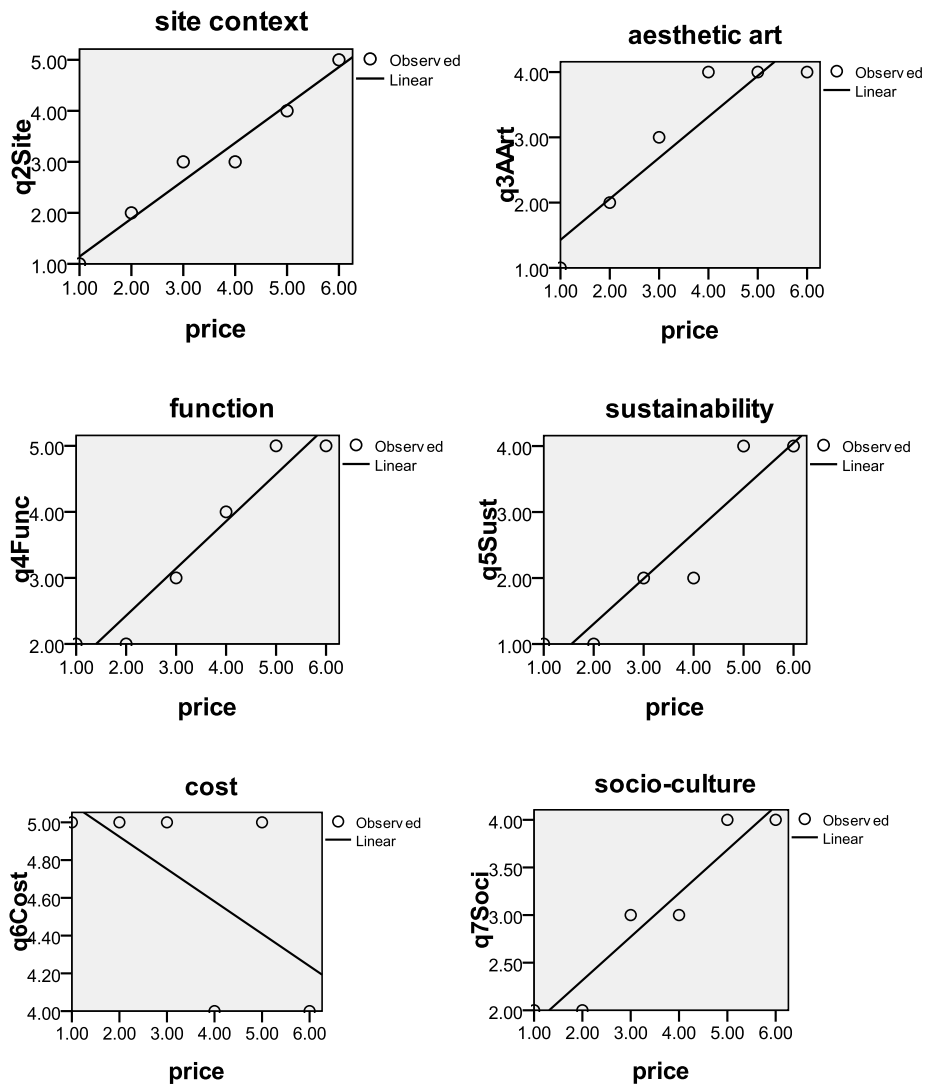 site context
5.00
4.00
3.00
2.00
1.00
q2Site
1.00 2.00 3.00 4.00 5.00 6.00
price
Observed
Linear
aesthetic art
4.00
3.00
2.00
1.00
q3AArt
1.00 2.00 3.00 4.00 5.00 6.00
price
Observed
Linear
function
5.00
4.00
3.00
2.00
q4Func
1.00 2.00 3.00 4.00 5.00 6.00
price
Observed
Linear
sustainability
4.00
3.00
2.00
1.00
q5Sust
1.00 2.00 3.00 4.00 5.00 6.00
price
Observed
Linear
cost
5.00
4.80
4.60
4.40
4.20
4.00
q6Cost
1.00 2.00 3.00 4.00 5.00 6.00
price
Observed
Linear
socio-culture
4.00
3.50
3.00
2.50
2.00
q7Soci
1.00 2.00 3.00 4.00 5.00 6.00
price
Observed
Linear